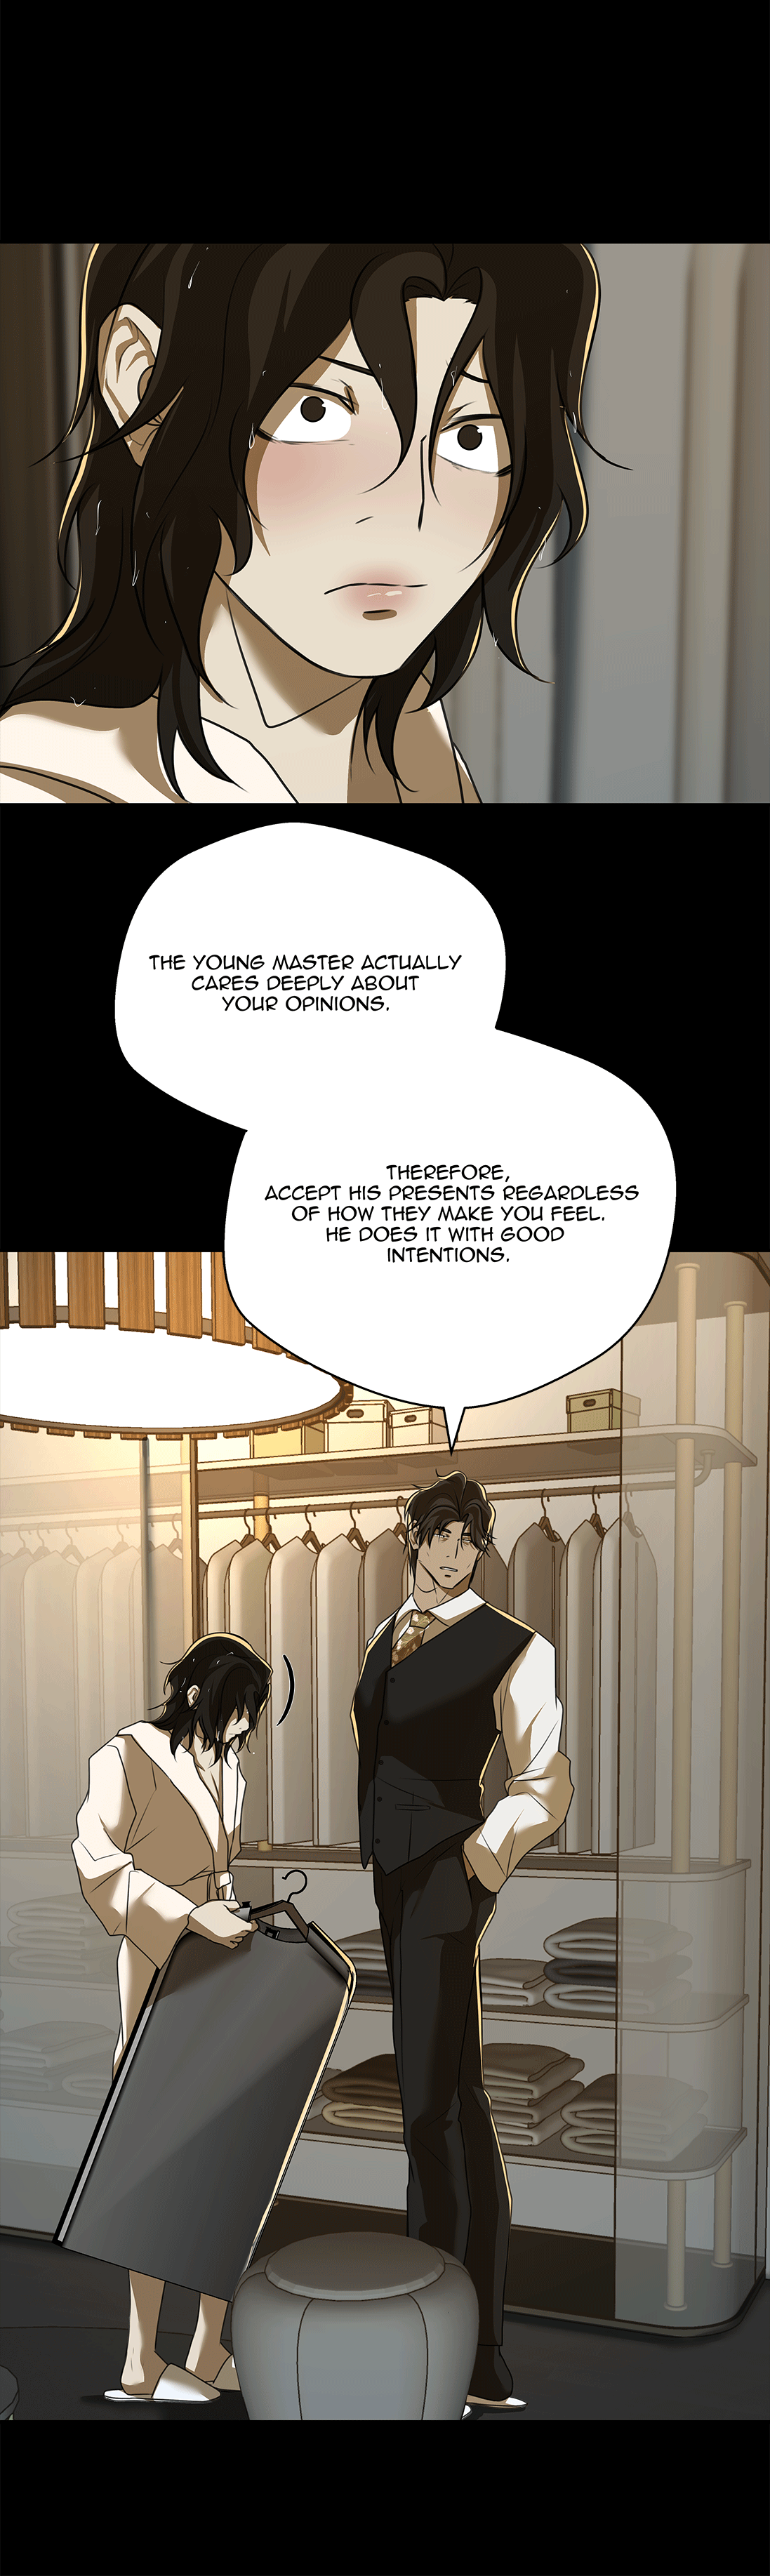 THE YOUNG MASTER ACTUALLY
CARES DEEPLY ABOUT
YOUR OPINIONS.
THEREFORE,
ACCEPT HIS PRESENTS REGARDLESS
OF HOW THEY MAKE YOU FEEL.
HE DOES IT WITH GOOD
INTENTIONS.